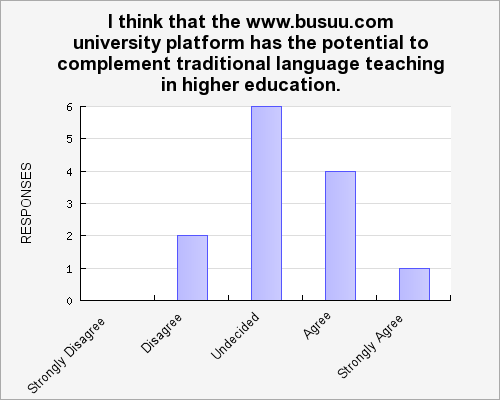 I think that the www.busuu.com
university platform has the potential to
complement traditional language teaching
in higher education.
RESPONSES
6
5
4
3
2
1
0
Strongly Disagree
Disagree
Undecided
Agree
Strongly Agree